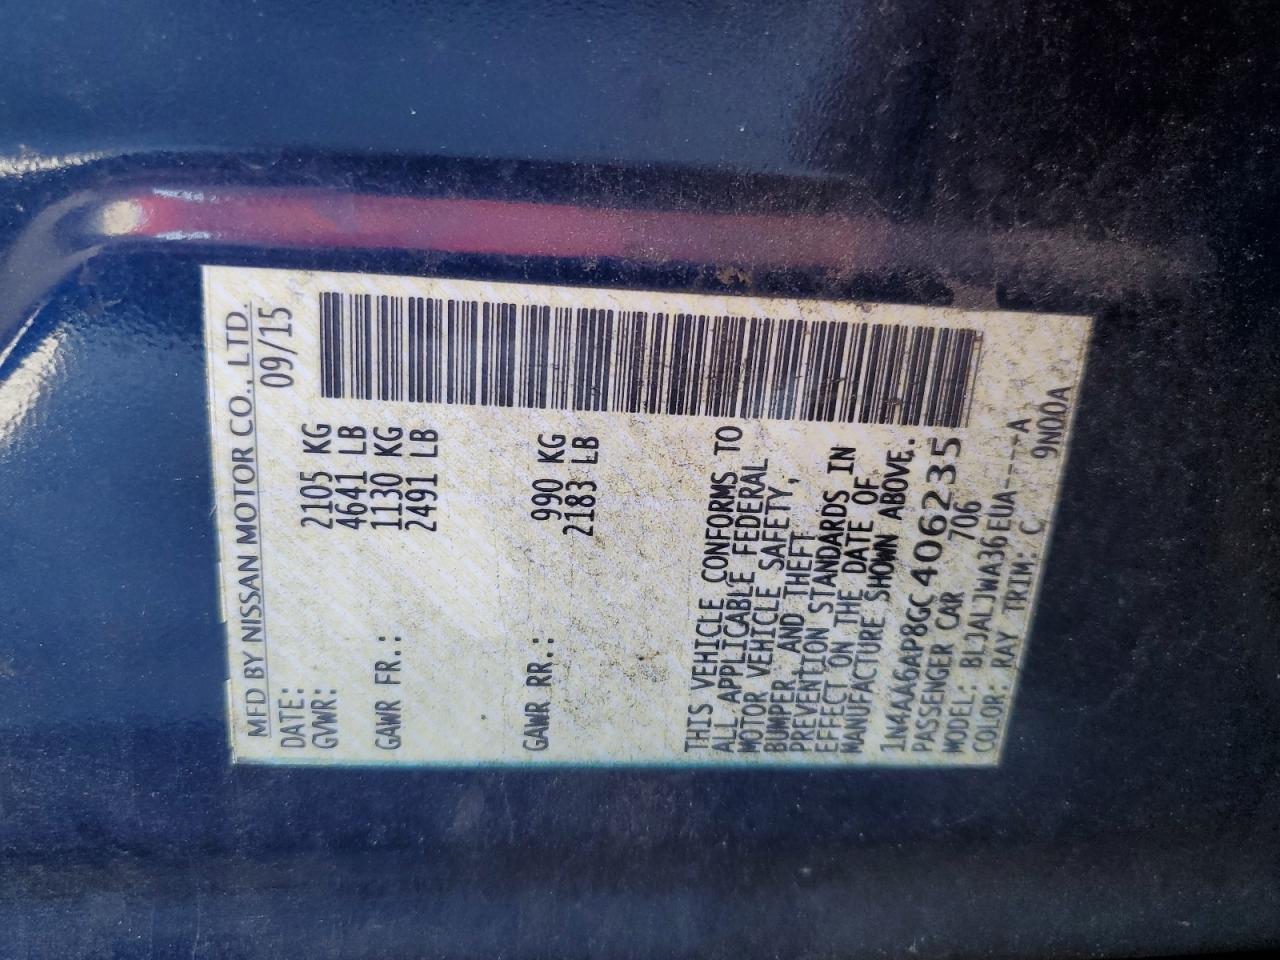 MFD BY NISSAN MOTOR CO., LTD.
DATE: 09/15
GVWR: 2105 KG
4641 LB
GAWR FR.: 1130 KG
2491 LB
GAWR RR.: 990 KG
2183 LB
THIS VEHICLE CONFORMS TO
ALL APPLICABLE FEDERAL
MOTOR VEHICLE SAFETY,
BUMPER, AND THEFT
PREVENTION STANDARDS IN
EFFECT ON THE DATE OF
MANUFACTURE SHOWN ABOVE.
1N4AA6AP8GC406235
PASSENGER CAR 706
MODEL: BLJALJWA36EUA----A
COLOR: RAY TRIM: C 9N00A